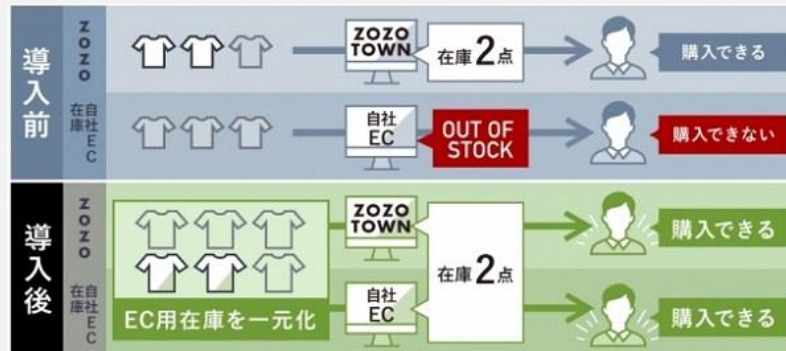 導入前
ZOZO
ZOZO
TOWN
在庫2点
購入できる
自社EC
在庫
自社
EC
OUT OF
STOCK
購入できない
導入後
ZOZO
ZOZO
TOWN
在庫2点
購入できる
自社EC
在庫
EC用在庫を一元化
自社
EC
購入できる